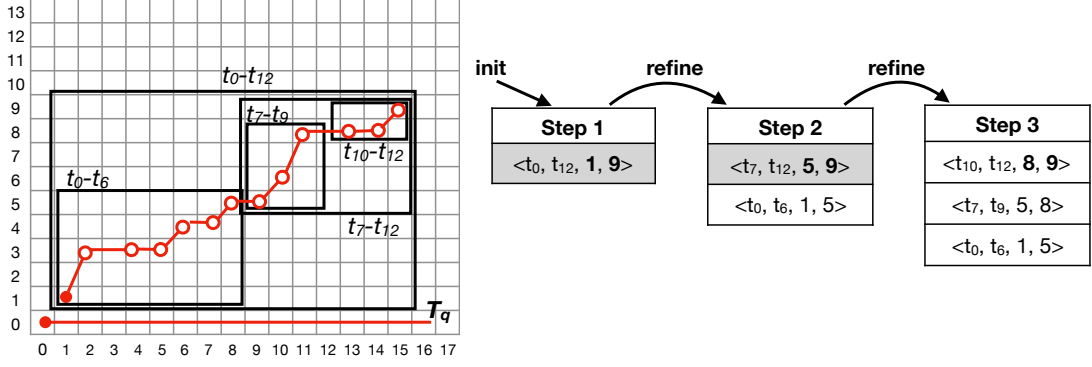 13
12
11
10
9
8
7
6
5
4
3
2
1
0
0 1 2 3 4 5 6 7 8 9 10 11 12 13 14 15 16 17
t0-t12
t7-t9
t10-t12
t0-t6
t7-t12
Tq
init
refine
refine
Step 1
<t0, t12, 1, 9>
Step 2
<t7, t12, 5, 9>
<t0, t6, 1, 5>
Step 3
<t10, t12, 8, 9>
<t7, t9, 5, 8>
<t0, t6, 1, 5>